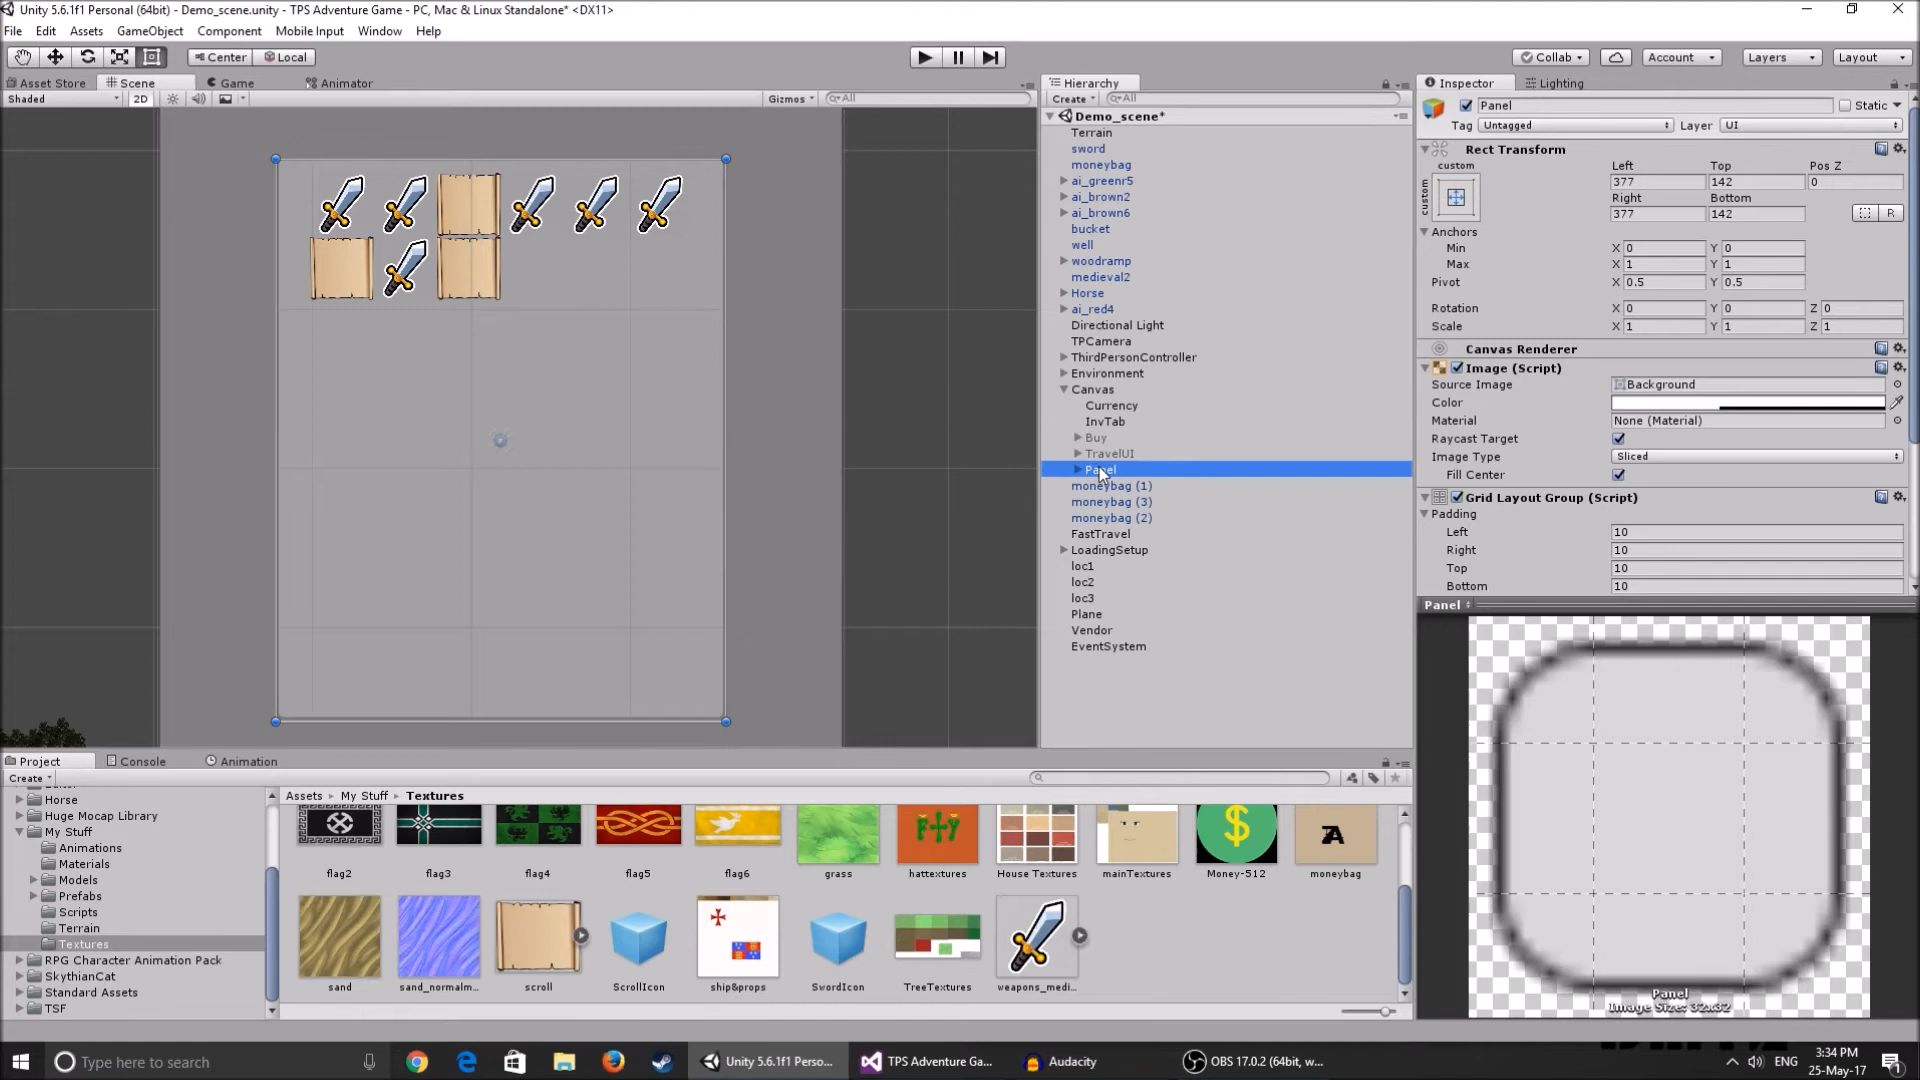 Unity 5.6.1f1 Personal (64bit) - Demo_scene.unity - TPS Adventure Game - PC, Mac & Linux Standalone* <DX11>
File Edit Assets GameObject Component Mobile Input Window Help
Center Local Collab Account Layers Layout
Asset Store Scene Game Animator
Shaded 2D Gizmos All
Hierarchy
Create All
Demo_scene*
Terrain
sword
moneybag
ai_greenr5
ai_brown2
ai_brown6
bucket
well
woodramp
medieval2
Horse
ai_red4
Directional Light
TPCamera
ThirdPersonController
Environment
Canvas
Currency
InvTab
Buy
TravelUI
Panel
moneybag (1)
moneybag (3)
moneybag (2)
FastTravel
LoadingSetup
loc1
loc2
loc3
Plane
Vendor
EventSystem
Inspector Lighting
Panel Static
Tag Untagged Layer UI
Rect Transform
custom Left Top Pos Z
custom 377 142 0
Right Bottom
377 142 R
Anchors
Min X 0 Y 0
Max X 1 Y 1
Pivot X 0.5 Y 0.5
Rotation X 0 Y 0 Z 0
Scale X 1 Y 1 Z 1
Canvas Renderer
Image (Script)
Source Image Background
Color
Material None (Material)
Raycast Target
Image Type Sliced
Fill Center
Grid Layout Group (Script)
Padding
Left 10
Right 10
Top 10
Bottom 10
Panel
Panel
Image Size: 32x32
Project Console Animation
Create
Horse
Huge Mocap Library
My Stuff
Animations
Materials
Models
Prefabs
Scripts
Terrain
Textures
RPG Character Animation Pack
SkythianCat
Standard Assets
TSF
Assets My Stuff Textures
flag2 flag3 flag4 flag5 flag6 grass hattextures House Textures mainTextures Money-512 moneybag
sand sand_normalm... scroll ScrollIcon ship&props SwordIcon TreeTextures weapons_medi...
Type here to search
Unity 5.6.1f1 Perso...
TPS Adventure Ga...
Audacity
OBS 17.0.2 (64bit, w...
ENG
3:34 PM
25-May-17